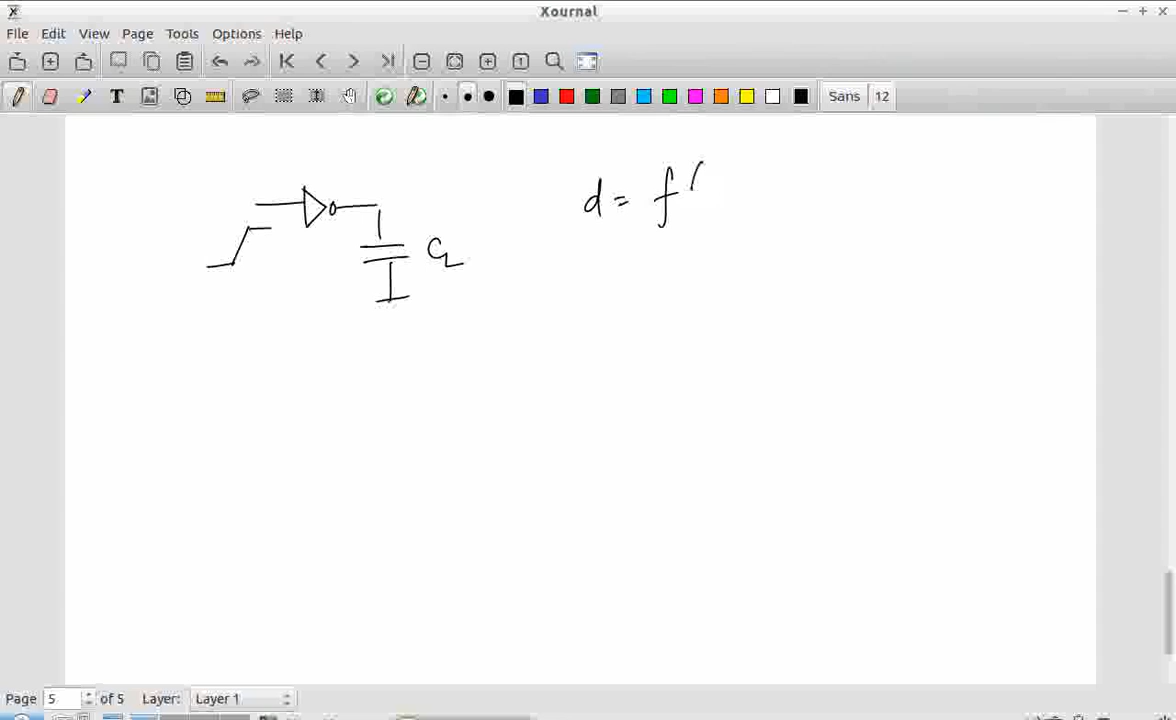 Xournal
File Edit View Page Tools Options Help
Sans 12
d = f(
CL
Page 5 of 5 Layer: Layer 1